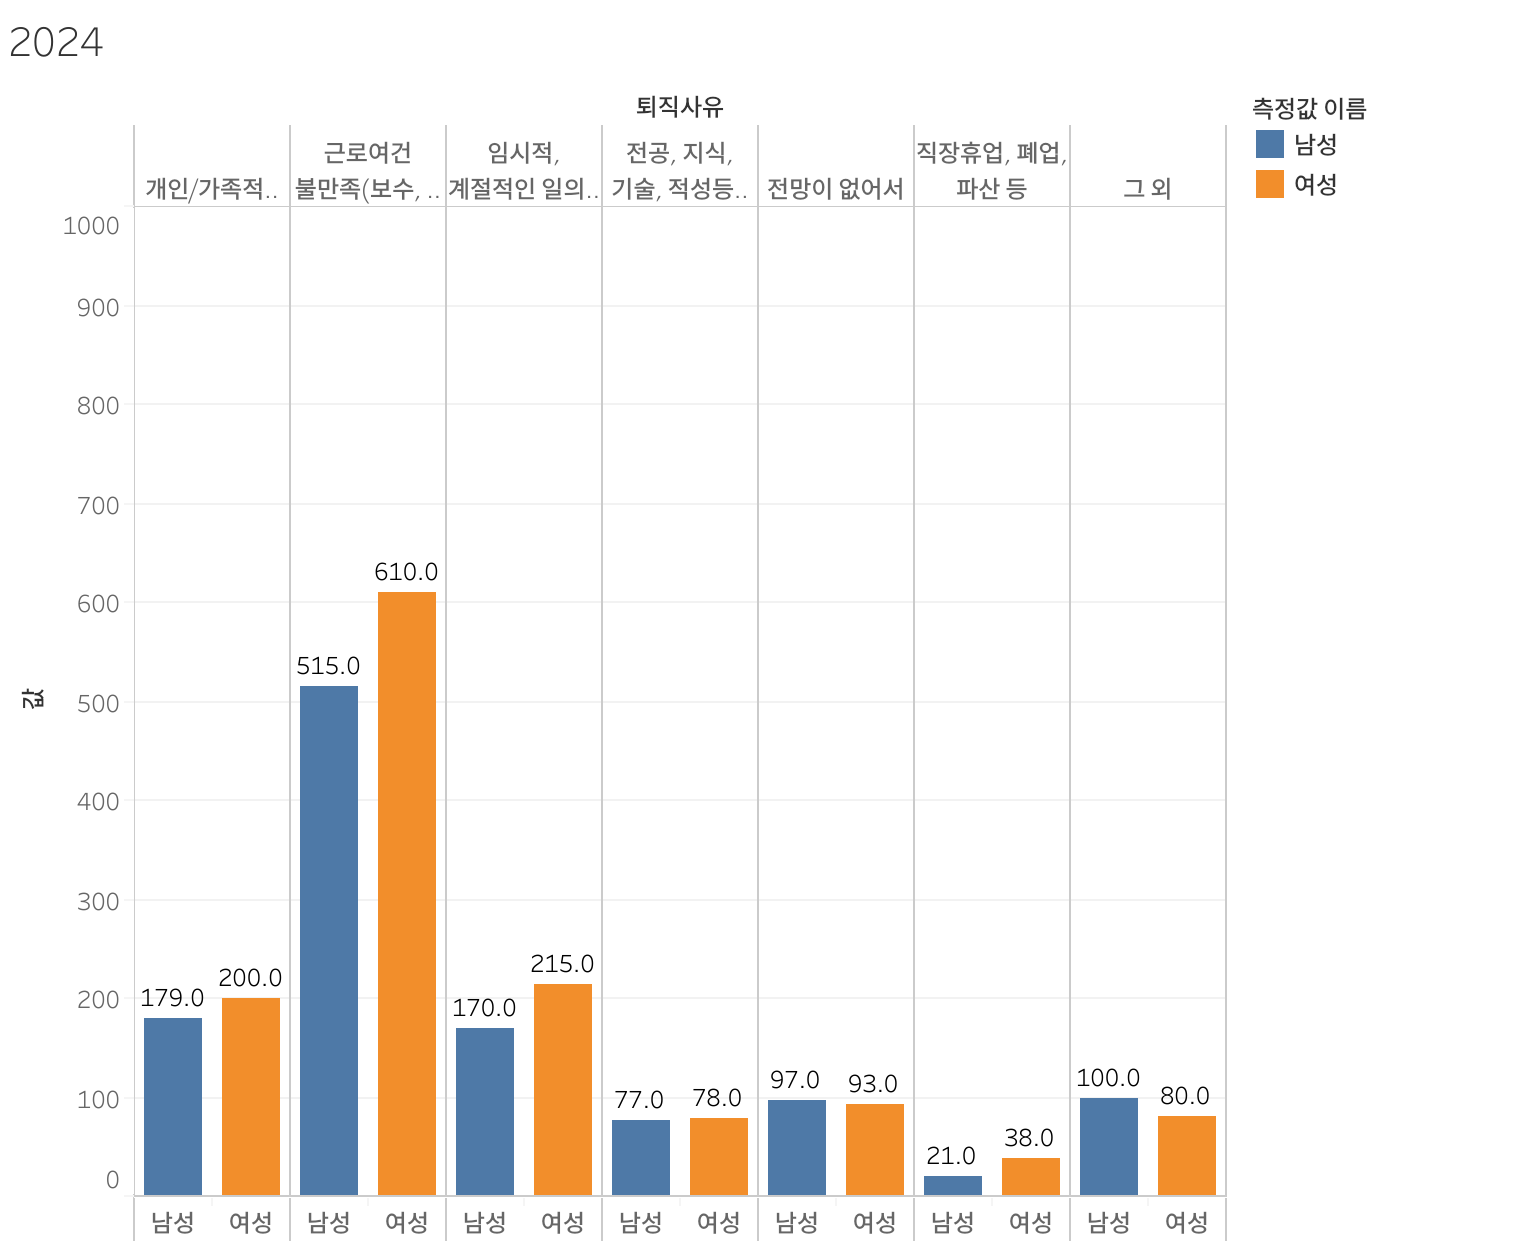 2024
퇴직사유
측정값 이름
남성
여성
개인/가족적..
근로여건
불만족(보수, ..
임시적,
계절적인 일의..
전공, 지식,
기술, 적성등..
전망이 없어서
직장휴업, 폐업,
파산 등
그 외
값
1000
900
800
700
600
500
400
300
200
100
0
179.0
200.0
515.0
610.0
170.0
215.0
77.0
78.0
97.0
93.0
21.0
38.0
100.0
80.0
남성 여성 남성 여성 남성 여성 남성 여성 남성 여성 남성 여성 남성 여성